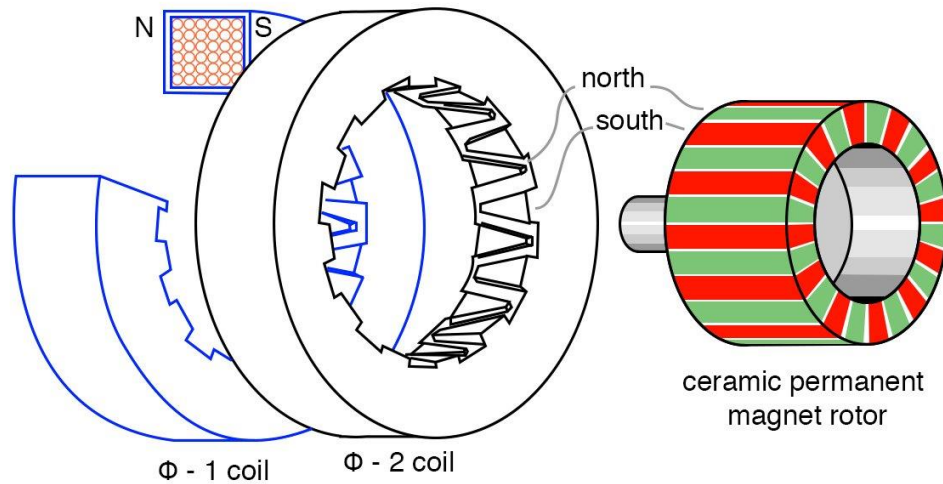 N
S
north
south
ceramic permanent
magnet rotor
Φ - 1 coil
Φ - 2 coil